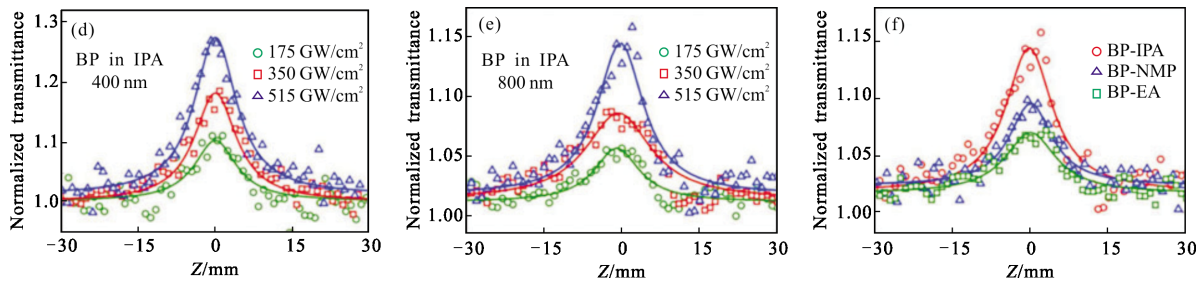 Normalized transmittance
1.3
1.2
1.1
1.0
(d)
BP in IPA
400 nm
175 GW/cm²
350 GW/cm²
515 GW/cm²
−30 −15 0 15 30
Z/mm
Normalized transmittance
1.15
1.10
1.05
1.00
(e)
BP in IPA
800 nm
175 GW/cm²
350 GW/cm²
515 GW/cm²
−30 −15 0 15 30
Z/mm
Normalized transmittance
1.15
1.10
1.05
1.00
(f)
BP-IPA
BP-NMP
BP-EA
−30 −15 0 15 30
Z/mm